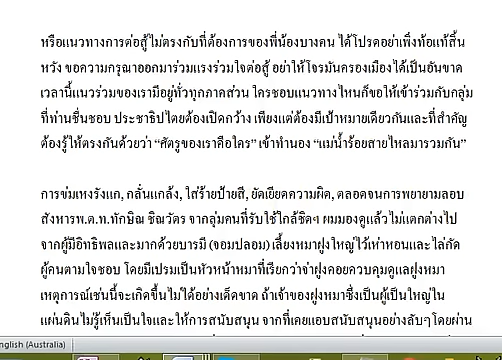 หรือแนวทางการต่อสู้ไม่ตรงกับที่ต้องการของพี่น้องบางคน ได้โปรดอย่าเพิ่งท้อแท้สิ้น
หวัง ขอความกรุณาออกมาร่วมแรงร่วมใจต่อสู้ อย่าให้โจรมันครองเมืองได้เป็นอันขาด
เวลานี้แนวร่วมของเรามีอยู่ทั่วทุกภาคส่วน ใครชอบแนวทางไหนก็ขอให้เข้าร่วมกับกลุ่ม
ที่ท่านชื่นชอบ ประชาธิปไตยต้องเปิดกว้าง เพียงแต่ต้องมีเป้าหมายเดียวกันและที่สำคัญ
ต้องรู้ให้ตรงกันด้วยว่า “ศัตรูของเราคือใคร” เข้าทำนอง “แม่น้ำร้อยสายไหลมารวมกัน”
การข่มเหงรังแก, กลั่นแกล้ง, ใส่ร้ายป้ายสี, ยัดเยียดความผิด, ตลอดจนการพยายามลอบ
สังหารพ.ต.ท.ทักษิณ ชิณวัตร จากลุ่มคนที่รับใช้ใกล้ชิดฯ ผมมองดูแล้วไม่แตกต่างไป
จากผู้มีอิทธิพลและมากด้วยบารมี (จอมปลอม) เลี้ยงหมาฝูงใหญ่ไว้เห่าหอนและไล่กัด
ผู้คนตามใจชอบ โดยมีเปรมเป็นหัวหน้าหมาที่เรียกว่าจ่าฝูงคอยควบคุมดูแลฝูงหมา
เหตุการณ์เช่นนี้จะเกิดขึ้นไม่ได้อย่างเด็ดขาด ถ้าเจ้าของฝูงหมาซึ่งเป็นผู้เป็นใหญ่ใน
แผ่นดินไม่รู้เห็นเป็นใจและให้การสนับสนุน จากที่เคยแอบสนับสนุนอย่างลับๆโดยผ่าน
nglish (Australia)